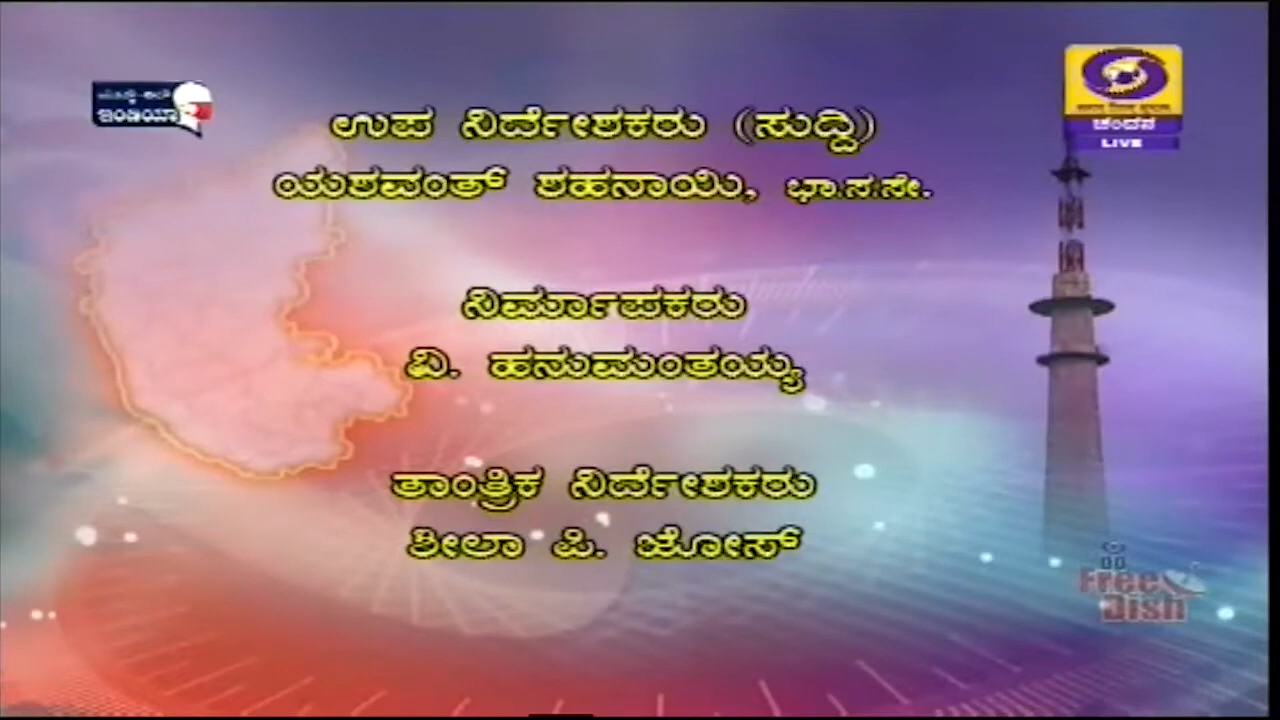 ಇಂಡಿಯಾ
ಚಂದನ
LIVE
ಉಪ ನಿರ್ದೇಶಕರು (ಸುದ್ದಿ)
ಯಶವಂತ್ ಶಹನಾಯಿ, ಭಾ.ಸ.ಸೇ.
ನಿರ್ಮಾಪಕರು
ವಿ. ಹನುಮಂತಯ್ಯ
ತಾಂತ್ರಿಕ ನಿರ್ದೇಶಕರು
ಶೀಲಾ ಪಿ. ಜೋಸ್
DD
Free
Dish